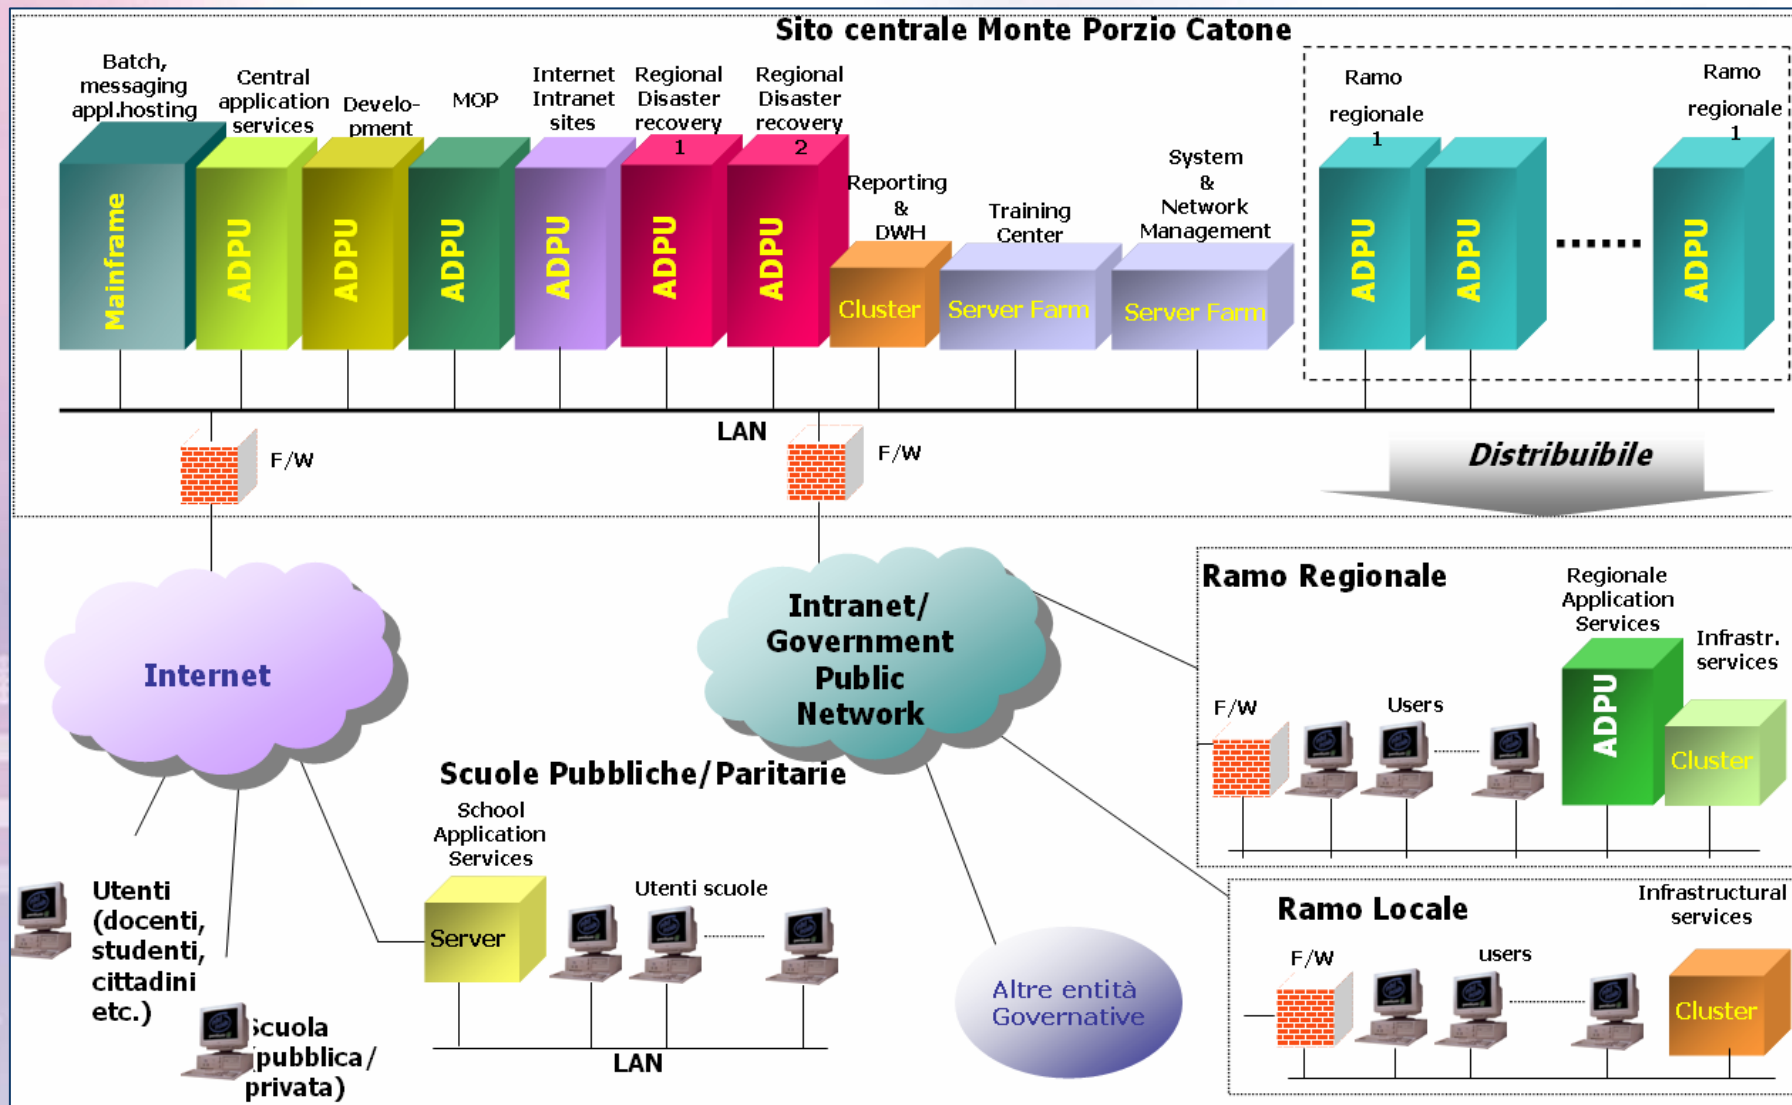 Sito centrale Monte Porzio Catone
Batch,
messaging
appl.hosting
Central
application
services
Develo-
pment
MOP
Internet
Intranet
sites
Regional
Disaster
recovery
1
Regional
Disaster
recovery
2
Reporting
&
DWH
Training
Center
System
&
Network
Management
Ramo
regionale
1
Ramo
regionale
1
Mainframe
ADPU
ADPU
ADPU
ADPU
ADPU
ADPU
Cluster
Server Farm
Server Farm
ADPU
ADPU
......
ADPU
LAN
F/W
F/W
Distribuibile
Internet
Intranet/
Government
Public
Network
Ramo Regionale
Regionale
Application
Services
Infrastr.
services
F/W
Users
ADPU
Cluster
Scuole Pubbliche/Paritarie
School
Application
Services
Utenti scuole
Server
LAN
Utenti
(docenti,
studenti,
cittadini
etc.)
Scuola
(pubblica/
privata)
Altre entità
Governative
Ramo Locale
Infrastructural
services
F/W
users
Cluster